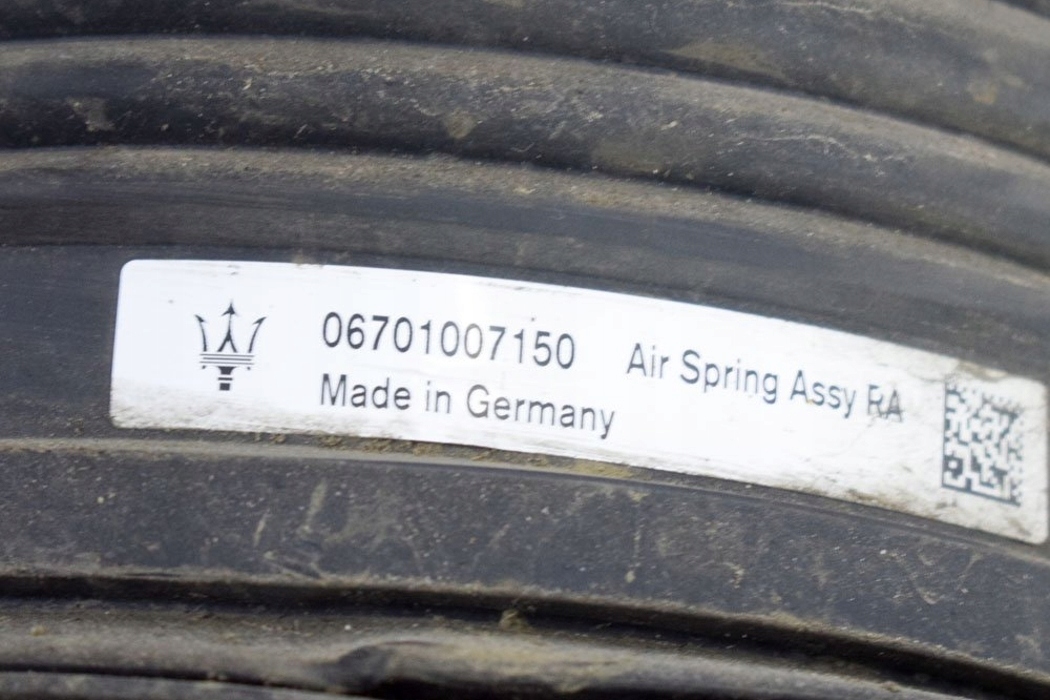 06701007150 Air Spring Assy RA
Made in Germany